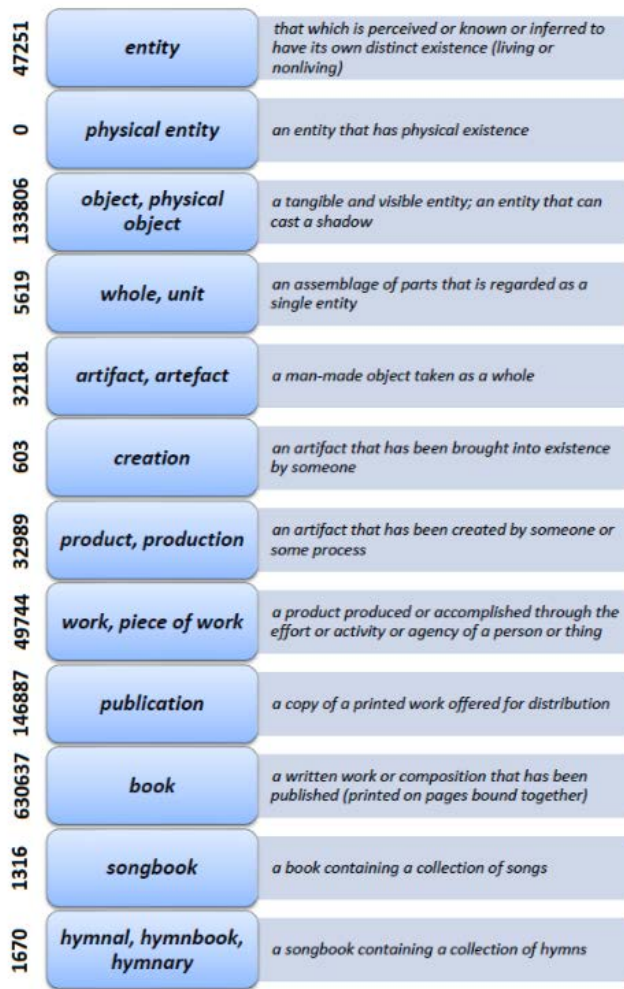 47251
entity
that which is perceived or known or inferred to
have its own distinct existence (living or
nonliving)
0
physical entity
an entity that has physical existence
133806
object, physical
object
a tangible and visible entity; an entity that can
cast a shadow
5619
whole, unit
an assemblage of parts that is regarded as a
single entity
32181
artifact, artefact
a man-made object taken as a whole
603
creation
an artifact that has been brought into existence
by someone
32989
product, production
an artifact that has been created by someone or
some process
49744
work, piece of work
a product produced or accomplished through the
effort or activity or agency of a person or thing
146887
publication
a copy of a printed work offered for distribution
630637
book
a written work or composition that has been
published (printed on pages bound together)
1316
songbook
a book containing a collection of songs
1670
hymnal, hymnbook,
hymnary
a songbook containing a collection of hymns